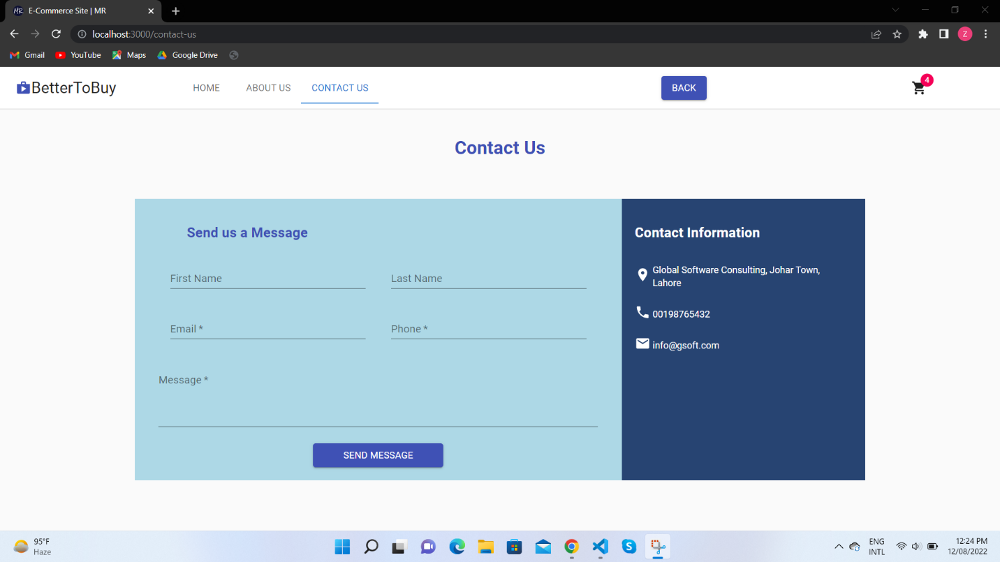 MR E-Commerce Site | MR
localhost:3000/contact-us
Z
Gmail YouTube Maps Google Drive
BetterToBuy HOME ABOUT US CONTACT US BACK 4
Contact Us
Send us a Message
First Name Last Name
Email * Phone *
Message *
SEND MESSAGE
Contact Information
Global Software Consulting, Johar Town,
Lahore
00198765432
info@gsoft.com
95°F
Haze
S
ENG
INTL
12:24 PM
12/08/2022